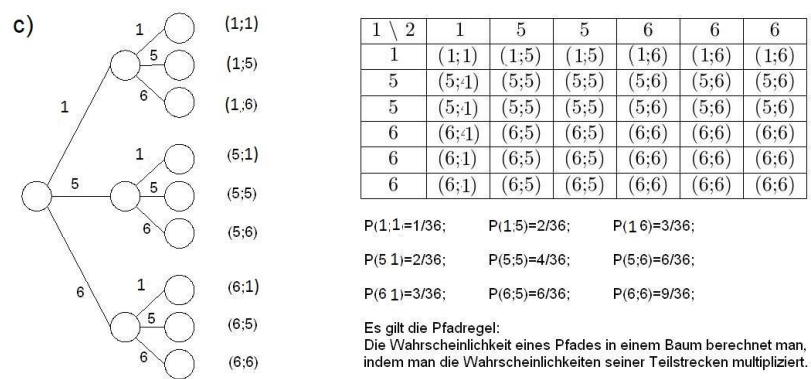 c)
1 (1;1)
5 (1;5)
6 (1;6)
1
1 (5;1)
5 5 (5;5)
6 (5;6)
6
1 (6;1)
5 (6;5)
6 (6;6)
1 \ 2 1 5 5 6 6 6
1 (1;1) (1;5) (1;5) (1;6) (1;6) (1;6)
5 (5;1) (5;5) (5;5) (5;6) (5;6) (5;6)
5 (5;1) (5;5) (5;5) (5;6) (5;6) (5;6)
6 (6;1) (6;5) (6;5) (6;6) (6;6) (6;6)
6 (6;1) (6;5) (6;5) (6;6) (6;6) (6;6)
6 (6;1) (6;5) (6;5) (6;6) (6;6) (6;6)
P(1;1)=1/36; P(1;5)=2/36; P(1 6)=3/36;
P(5 1)=2/36; P(5;5)=4/36; P(5;6)=6/36;
P(6 1)=3/36; P(6;5)=6/36; P(6;6)=9/36;
Es gilt die Pfadregel:
Die Wahrscheinlichkeit eines Pfades in einem Baum berechnet man,
indem man die Wahrscheinlichkeiten seiner Teilstrecken multipliziert.